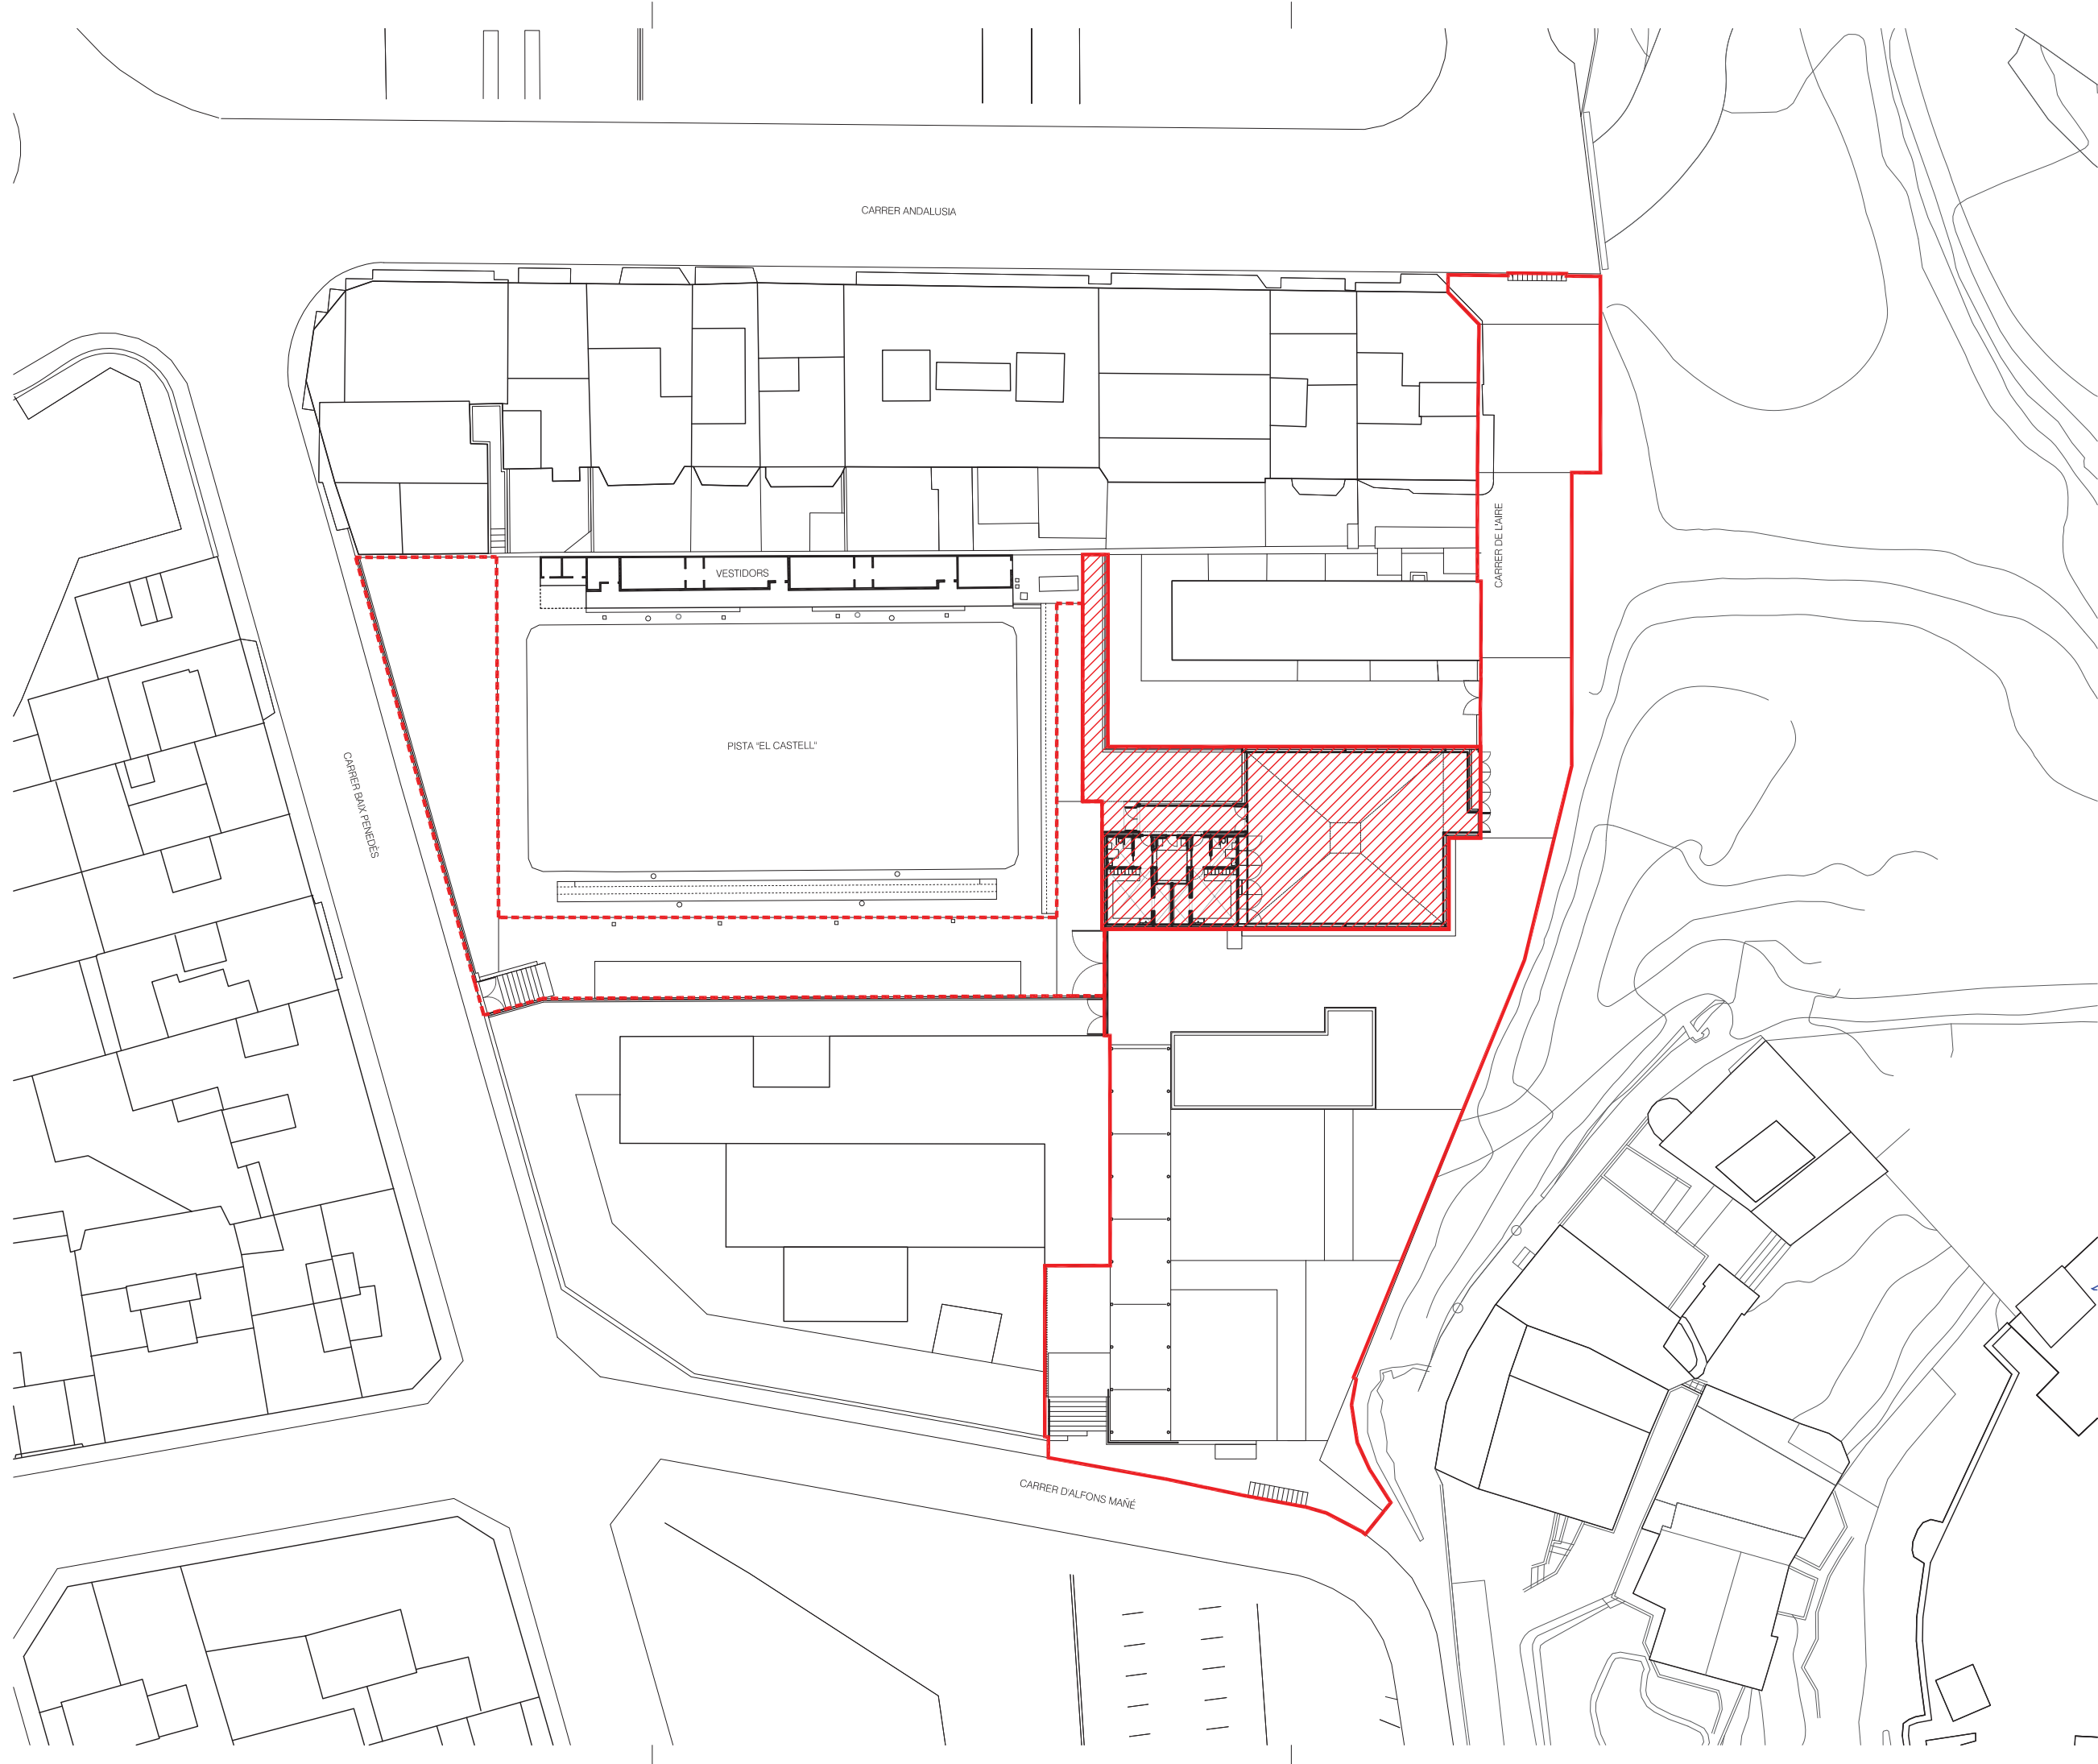 CARRER ANDALUSIA
CARRER DE L'AIRE
VESTIDORS
PISTA "EL CASTELL"
CARRER BAIX PENEDÈS
CARRER D'ALFONS MAÑÉ